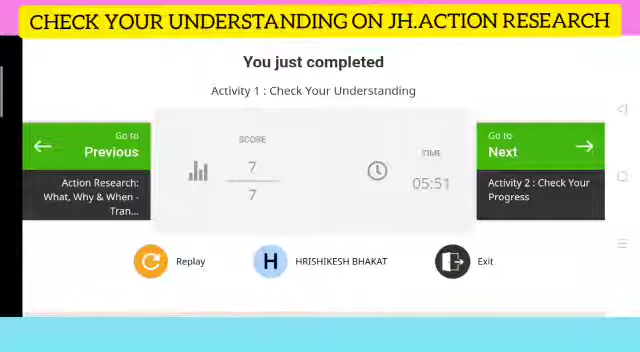 CHECK YOUR UNDERSTANDING ON JH.ACTION RESEARCH
You just completed
Activity 1 : Check Your Understanding
Go to
Previous
Action Research:
What, Why & When -
Tran...
SCORE
7
7
TIME
05:51
Go to
Next
Activity 2 : Check Your
Progress
Replay
H
HRISHIKESH BHAKAT
Exit